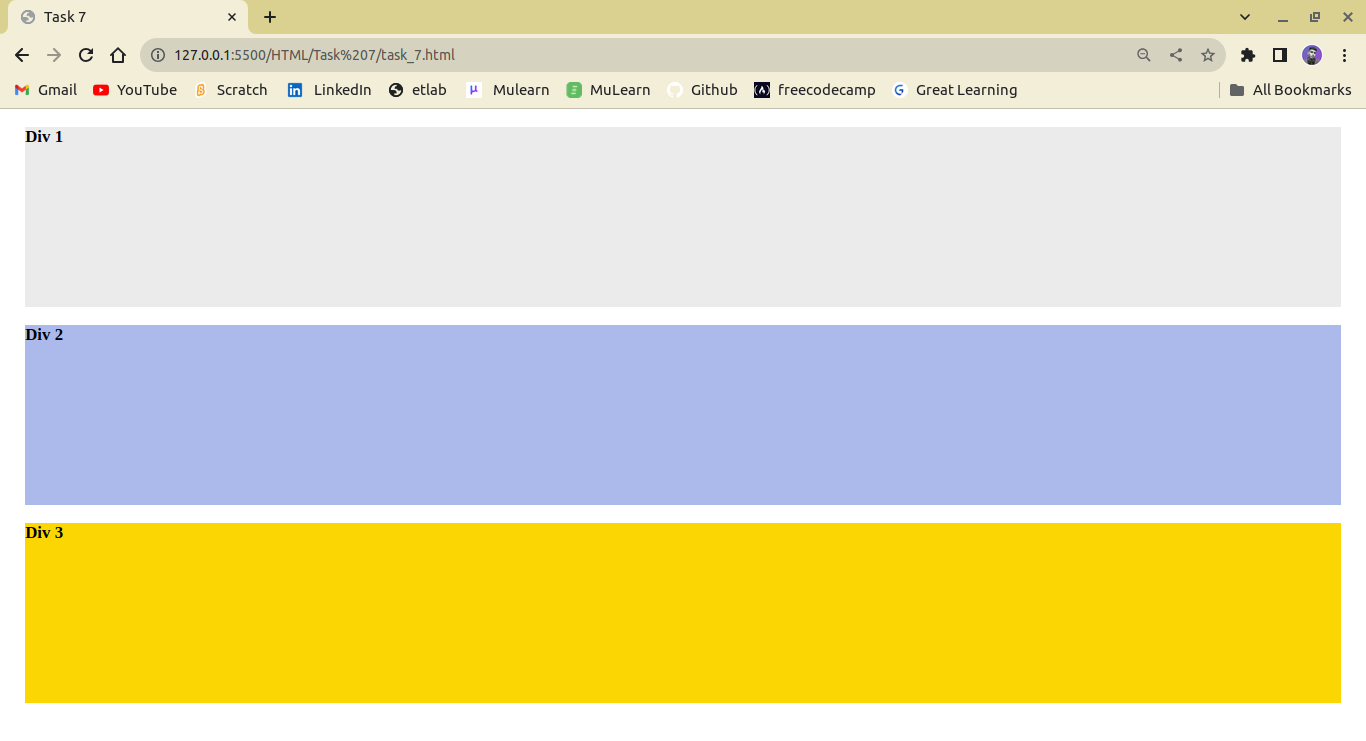 Task 7
127.0.0.1:5500/HTML/Task%207/task_7.html
Gmail YouTube Scratch LinkedIn etlab Mulearn MuLearn Github freecodecamp Great Learning All Bookmarks
Div 1
Div 2
Div 3